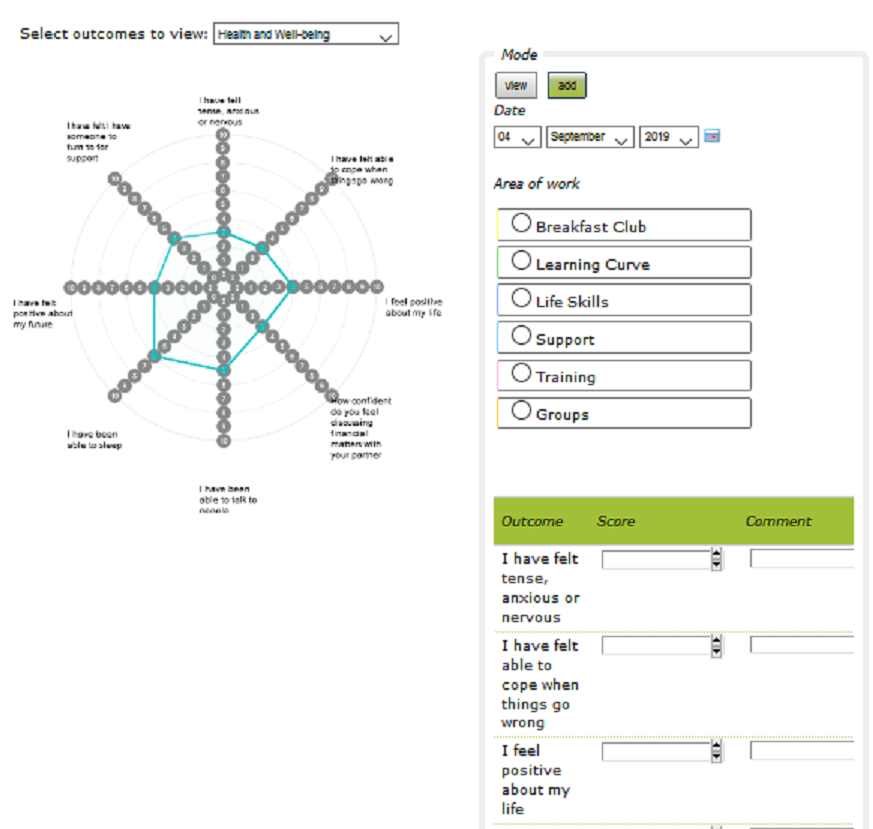 Select outcomes to view: Health and Well-being
I have felt
tense, anxious
or nervous
I have felt I have
someone to
turn to for
support
I have felt able
to cope when
things go wrong
I have felt
positive about
my future
I feel positive
about my life
I have been
able to sleep
How confident
do you feel
discussing
financial
matters with
your partner
I have been
able to talk to
people
Mode
view add
Date
04 September 2019
Area of work
Breakfast Club
Learning Curve
Life Skills
Support
Training
Groups
Outcome Score Comment
I have felt
tense,
anxious or
nervous
I have felt
able to
cope when
things go
wrong
I feel
positive
about my
life